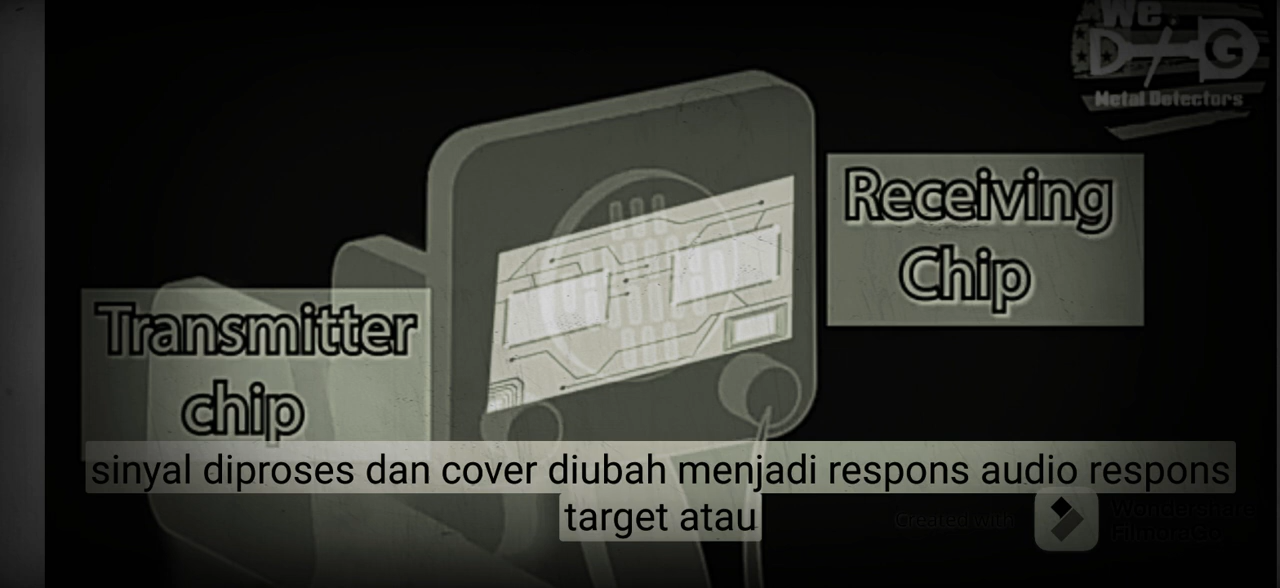 We
D G
Metal Detectors
Receiving
Chip
Transmitter
chip
sinyal diproses dan cover diubah menjadi respons audio respons
target atau
Created with
Wondershare
FilmoraGo